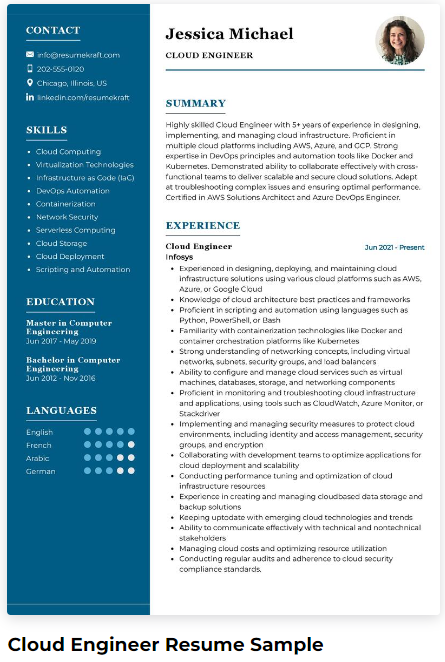 CONTACT
info@resumekraft.com
202-555-0120
Chicago, Illinois, US
linkedin.com/resumekraft
SKILLS
Cloud Computing
Virtualization Technologies
Infrastructure as Code (IaC)
DevOps Automation
Containerization
Network Security
Serverless Computing
Cloud Storage
Cloud Deployment
Scripting and Automation
EDUCATION
Master in Computer
Engineering
Jun 2017 - May 2019
Bachelor in Computer
Engineering
Jun 2012 - Nov 2016
LANGUAGES
English
French
Arabic
German
Jessica Michael
CLOUD ENGINEER
SUMMARY
Highly skilled Cloud Engineer with 5+ years of experience in designing,
implementing, and managing cloud infrastructure. Proficient in
multiple cloud platforms including AWS, Azure, and GCP. Strong
expertise in DevOps principles and automation tools like Docker and
Kubernetes. Demonstrated ability to collaborate effectively with cross-
functional teams to deliver scalable and secure cloud solutions. Adept
at troubleshooting complex issues and ensuring optimal performance.
Certified in AWS Solutions Architect and Azure DevOps Engineer.
EXPERIENCE
Cloud Engineer Jun 2021 - Present
Infosys
Experienced in designing, deploying, and maintaining cloud
infrastructure solutions using various cloud platforms such as AWS,
Azure, or Google Cloud
Knowledge of cloud architecture best practices and frameworks
Proficient in scripting and automation using languages such as
Python, PowerShell, or Bash
Familiarity with containerization technologies like Docker and
container orchestration platforms like Kubernetes
Strong understanding of networking concepts, including virtual
networks, subnets, security groups, and load balancers
Ability to configure and manage cloud services such as virtual
machines, databases, storage, and networking components
Proficient in monitoring and troubleshooting cloud infrastructure
and applications, using tools such as CloudWatch, Azure Monitor, or
Stackdriver
Implementing and managing security measures to protect cloud
environments, including identity and access management, security
groups, and encryption
Collaborating with development teams to optimize applications for
cloud deployment and scalability
Conducting performance tuning and optimization of cloud
infrastructure resources
Experience in creating and managing cloudbased data storage and
backup solutions
Keeping uptodate with emerging cloud technologies and trends
Ability to communicate effectively with technical and nontechnical
stakeholders
Managing cloud costs and optimizing resource utilization
Conducting regular audits and adherence to cloud security
compliance standards.
Cloud Engineer Resume Sample